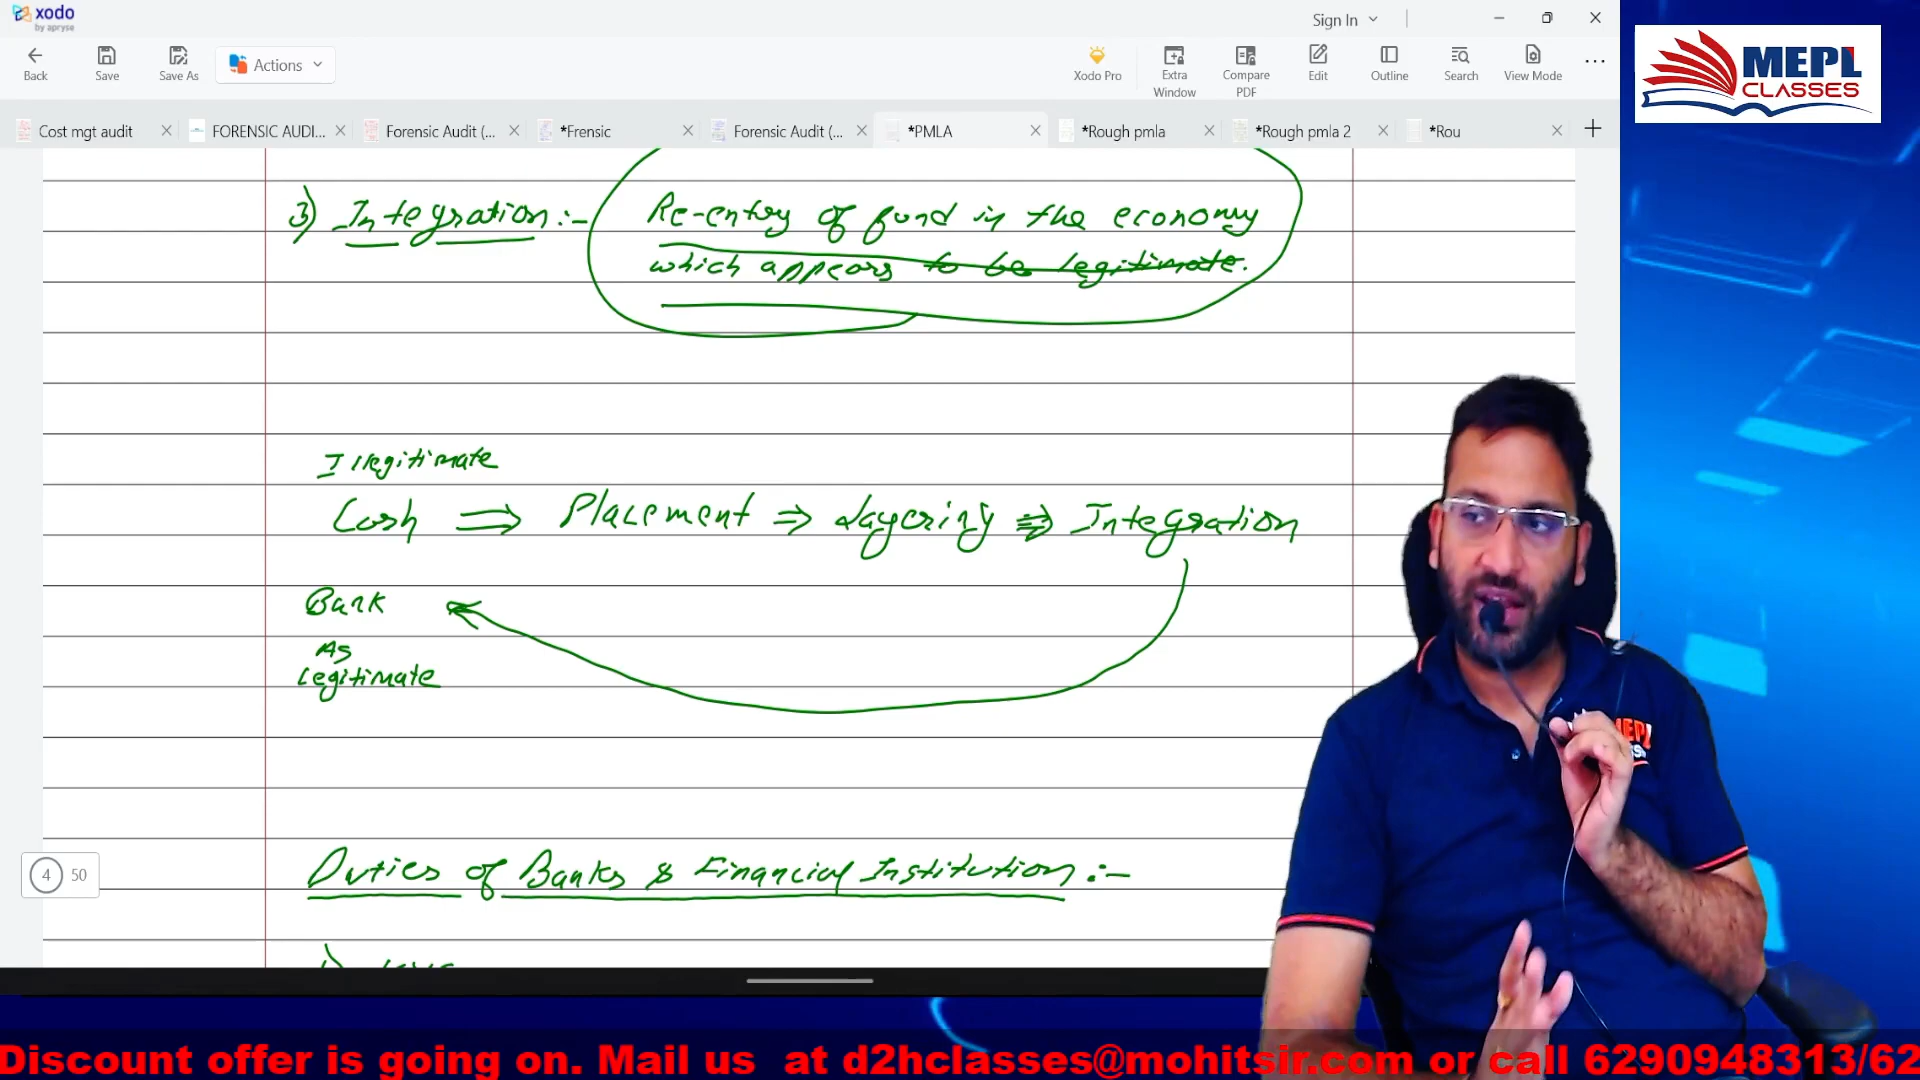 xodo
by apryse
Sign In
Back
Save
Save As
Actions
Xodo Pro
Extra Window
Compare PDF
Edit
Outline
Search
View Mode
MEPL
CLASSES
Cost mgt audit
FORENSIC AUDI...
Forensic Audit (...
*Frensic
Forensic Audit (...
*PMLA
*Rough pmla
*Rough pmla 2
*Rou
3) Integration :- Re-entry of fund in the economy
which appears to be legitimate.
Illegitimate
Cash ⇒ Placement ⇒ Layering ⇒ Integration
Bank
As
Legitimate
4 50
Duties of Banks & Financial Institution :-
1)
MEPL
Discount offer is going on. Mail us at d2hclasses@mohitsir.com or call 6290948313/62